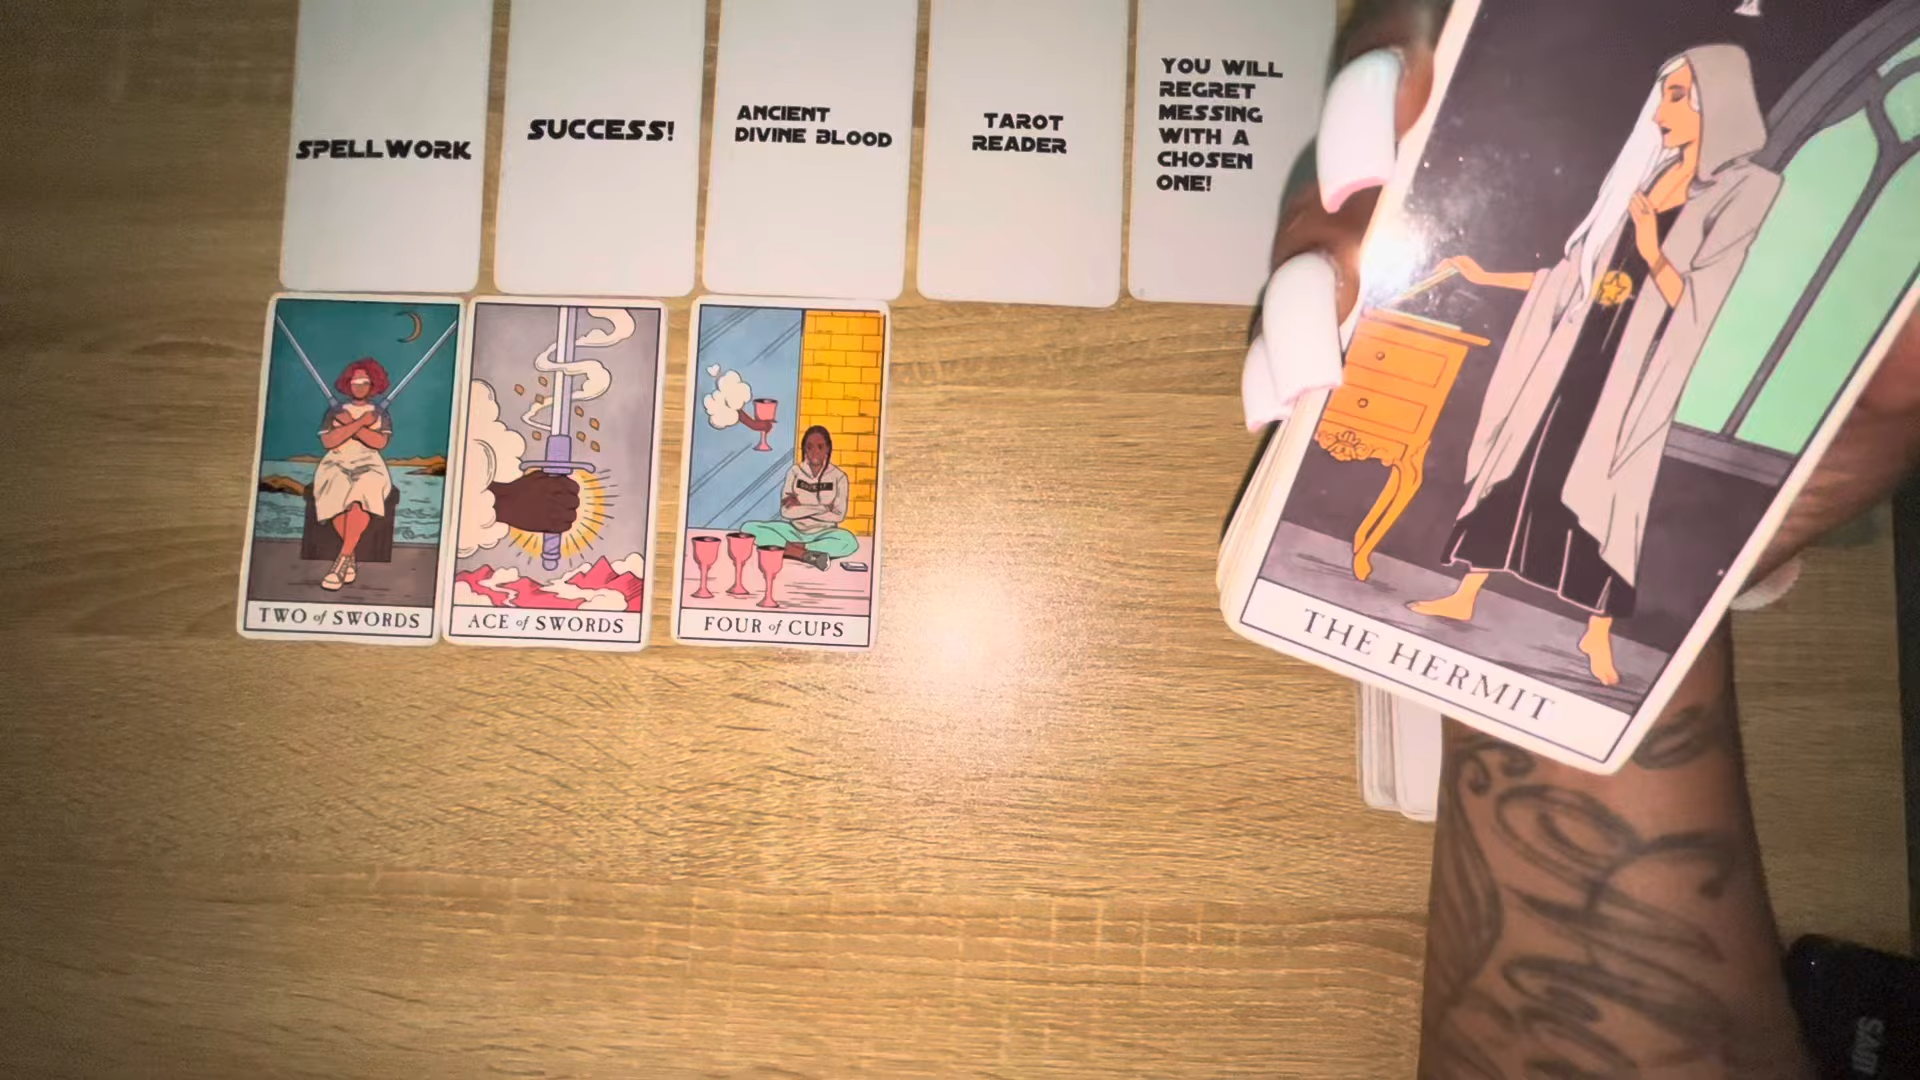 SPELLWORK
SUCCESS!
ANCIENT
DIVINE BLOOD
TAROT
READER
YOU WILL
REGRET
MESSING
WITH A
CHOSEN
ONE!
TWO of SWORDS
ACE of SWORDS
FOUR of CUPS
THE HERMIT